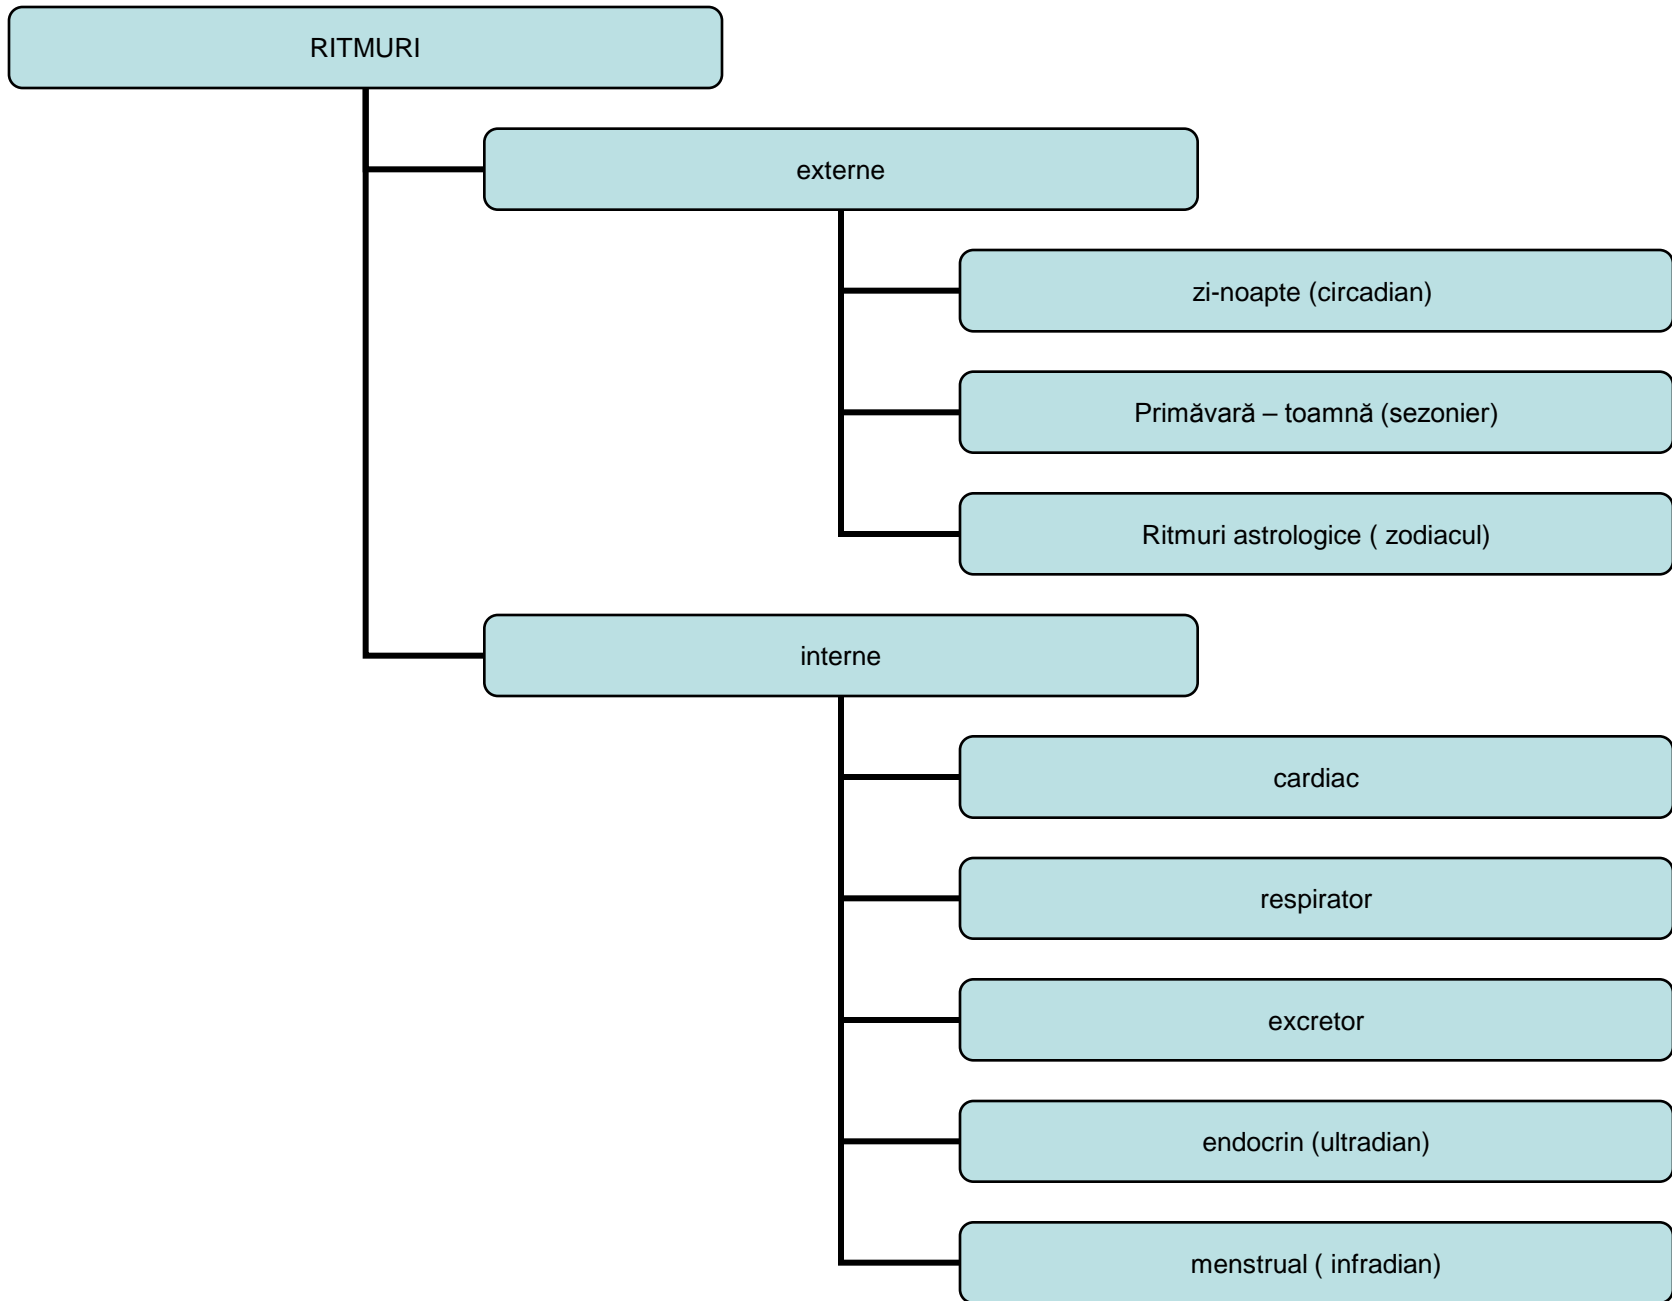 RITMURI
externe
zi-noapte (circadian)
Primăvară – toamnă (sezonier)
Ritmuri astrologice ( zodiacul)
interne
cardiac
respirator
excretor
endocrin (ultradian)
menstrual ( infradian)